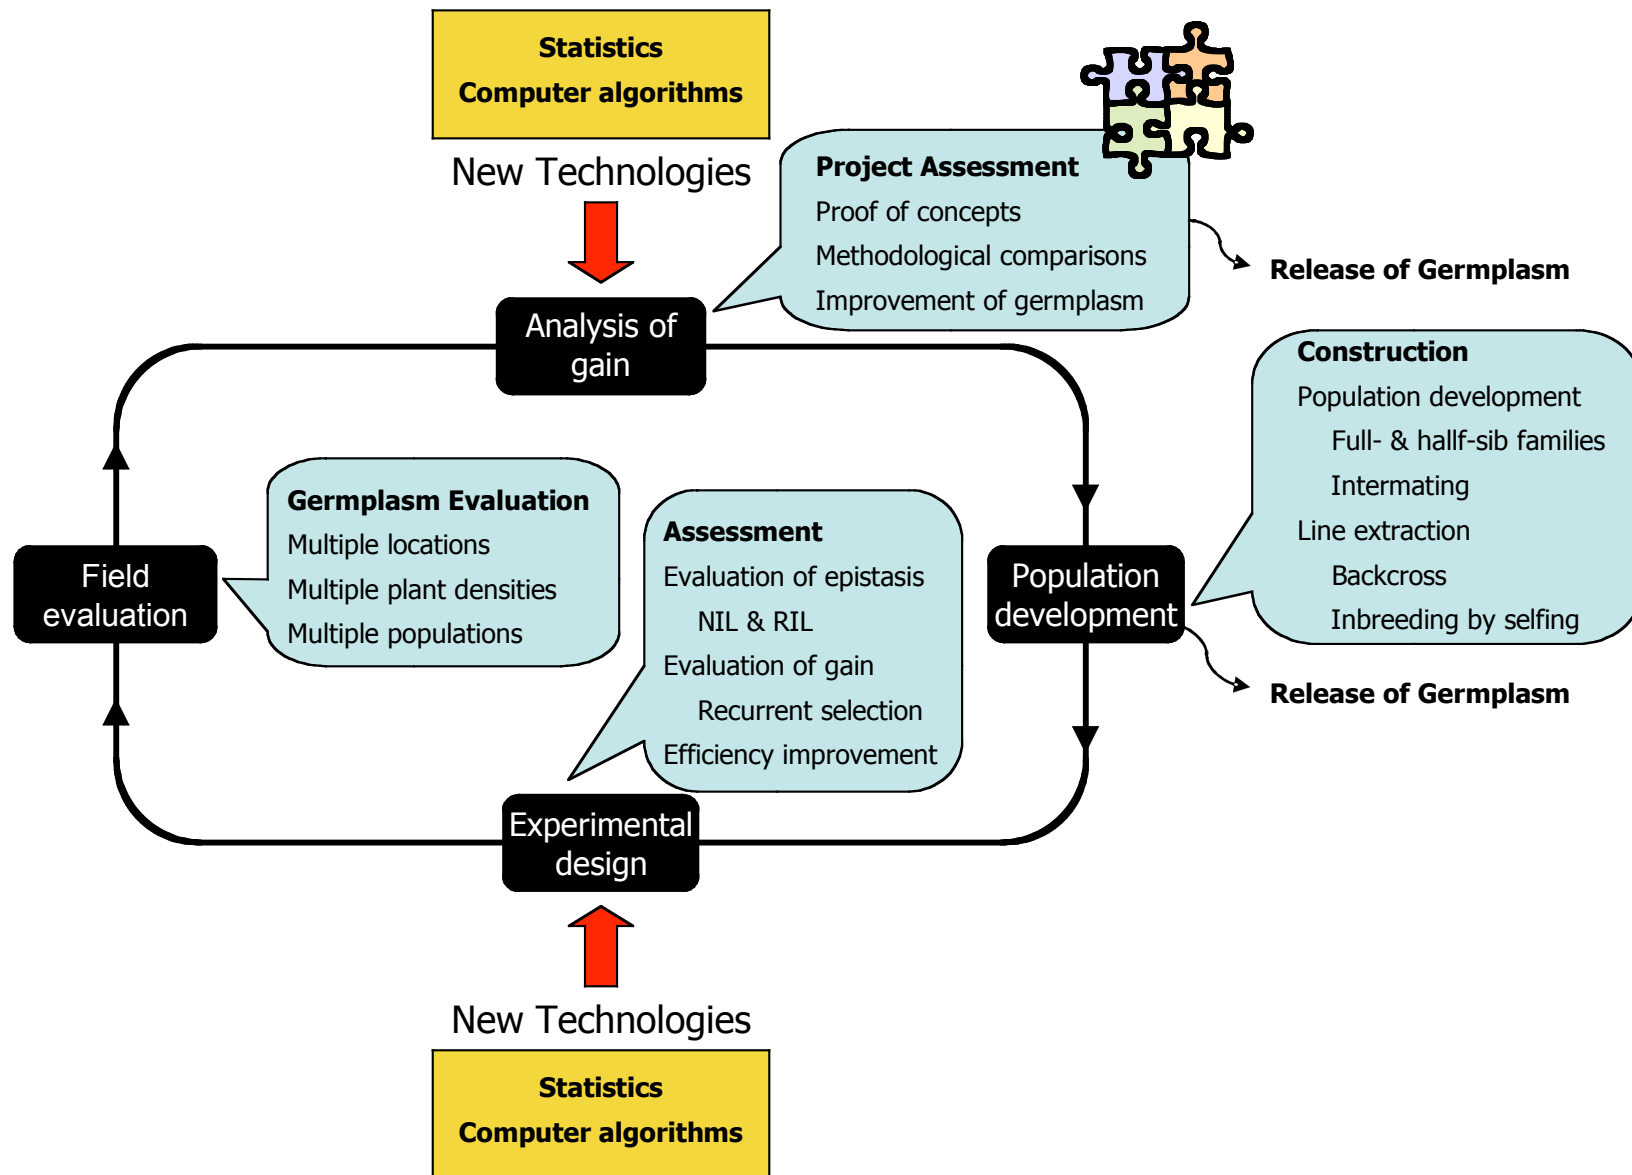 Statistics
Computer algorithms
New Technologies
Project Assessment
Proof of concepts
Methodological comparisons
Improvement of germplasm
Release of Germplasm
Analysis of
gain
Construction
Population development
Full- & hallf-sib families
Intermating
Line extraction
Backcross
Inbreeding by selfing
Germplasm Evaluation
Multiple locations
Multiple plant densities
Multiple populations
Assessment
Evaluation of epistasis
NIL & RIL
Evaluation of gain
Recurrent selection
Efficiency improvement
Field
evaluation
Population
development
Release of Germplasm
Experimental
design
New Technologies
Statistics
Computer algorithms